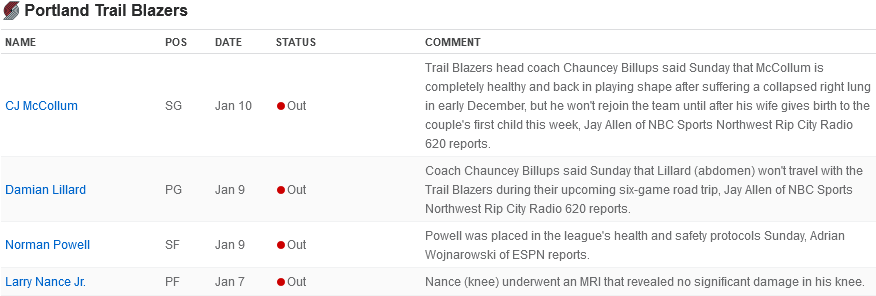 Portland Trail Blazers
NAME POS DATE STATUS COMMENT
Trail Blazers head coach Chauncey Billups said Sunday that McCollum is
completely healthy and back in playing shape after suffering a collapsed right lung
CJ McCollum SG Jan 10 Out in early December, but he won't rejoin the team until after his wife gives birth to the
couple's first child this week, Jay Allen of NBC Sports Northwest Rip City Radio
620 reports.
Coach Chauncey Billups said Sunday that Lillard (abdomen) won't travel with the
Damian Lillard PG Jan 9 Out Trail Blazers during their upcoming six-game road trip, Jay Allen of NBC Sports
Northwest Rip City Radio 620 reports.
Norman Powell SF Jan 9 Out Powell was placed in the league's health and safety protocols Sunday, Adrian
Wojnarowski of ESPN reports.
Larry Nance Jr. PF Jan 7 Out Nance (knee) underwent an MRI that revealed no significant damage in his knee.